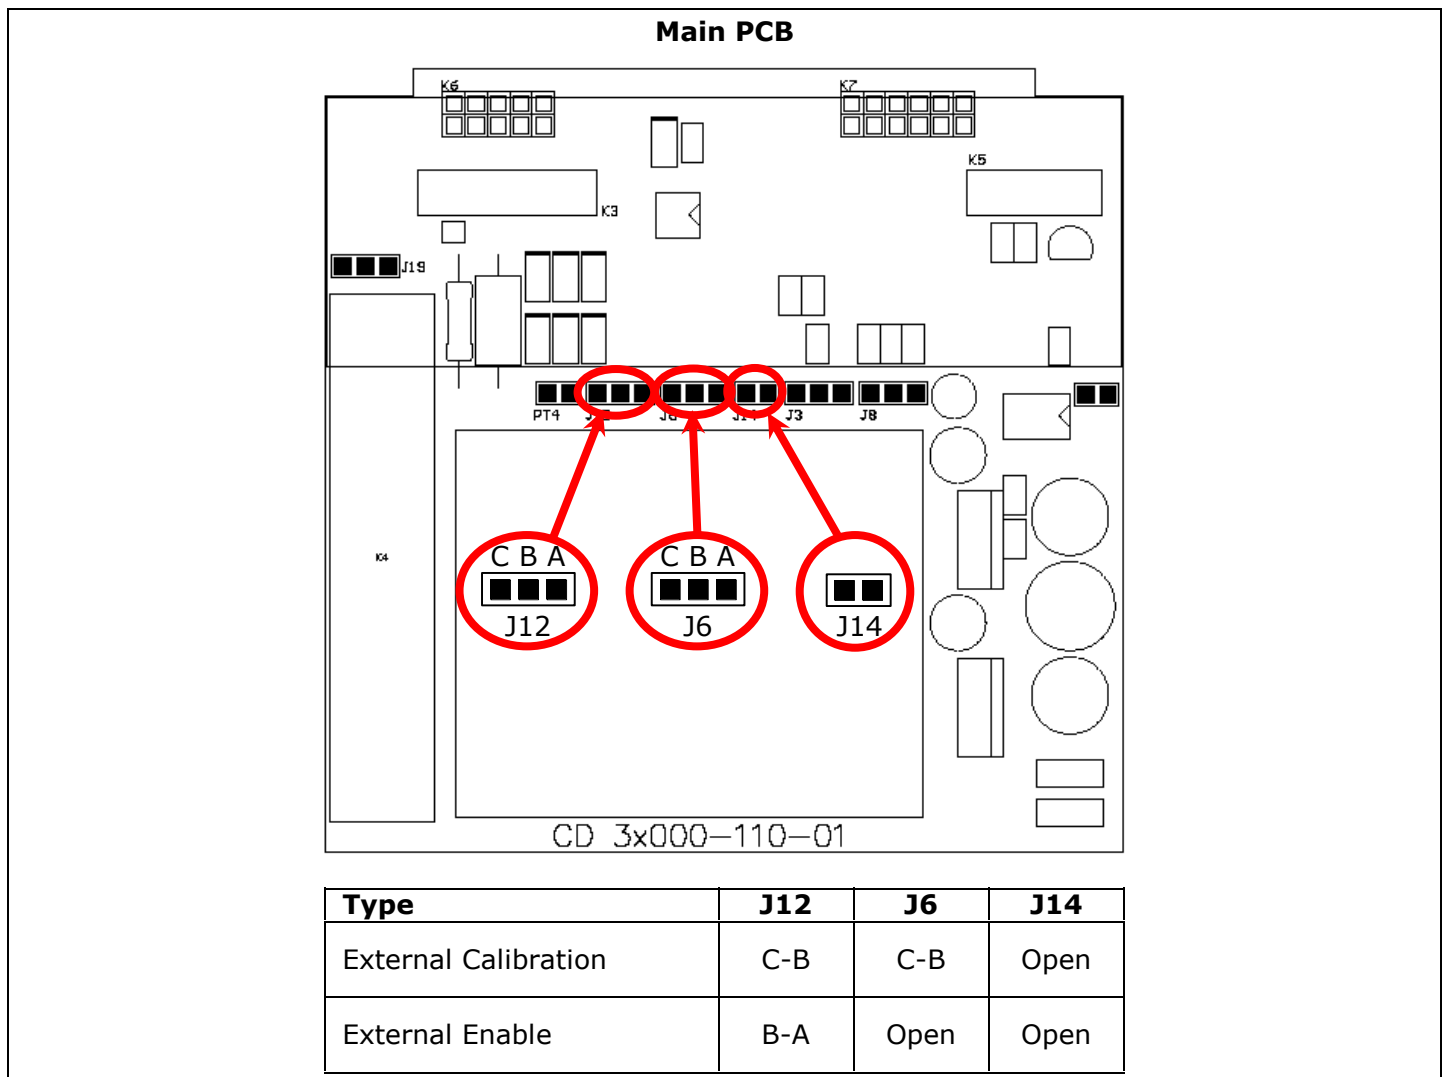 Main PCB
K6
K7
K5
K3
J19
PT4
J3
J8
K4
C B A
C B A
J12
J6
J14
CD 3x000-110-01
Type J12 J6 J14
External Calibration C-B C-B Open
External Enable B-A Open Open